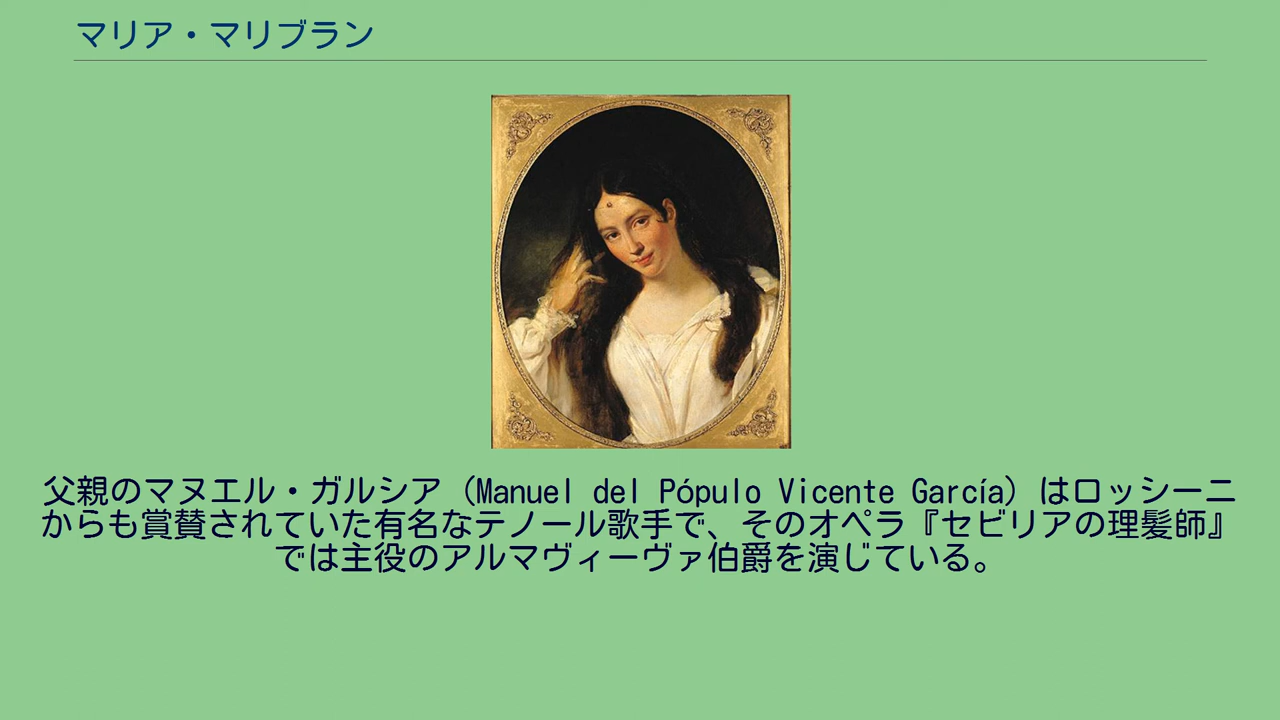 マリア・マリブラン
父親のマヌエル・ガルシア（Manuel del Pópulo Vicente García）はロッシーニ
からも賞賛されていた有名なテノール歌手で、そのオペラ『セビリアの理髪師』
では主役のアルマヴィーヴァ伯爵を演じている。